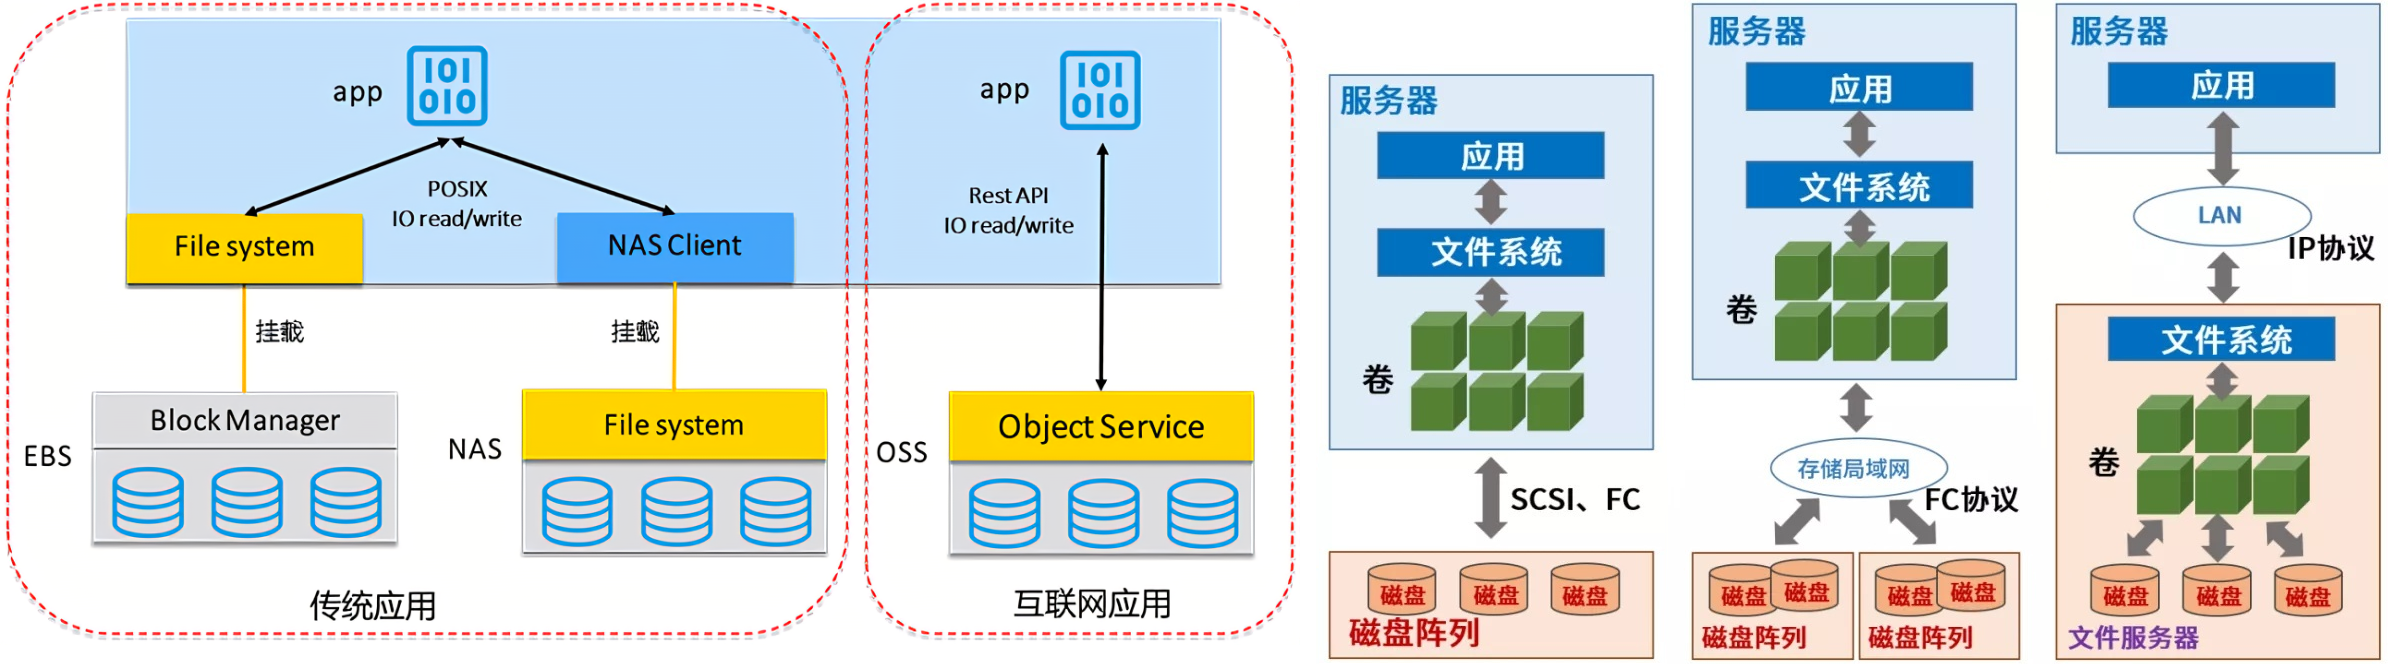 app
101
010
POSIX
IO read/write
File system
NAS Client
挂载
挂载
EBS
Block Manager
NAS
File system
传统应用
app
101
010
Rest API
IO read/write
OSS
Object Service
互联网应用
服务器
应用
文件系统
卷
SCSI、FC
磁盘
磁盘
磁盘
磁盘阵列
服务器
应用
文件系统
卷
存储局域网
FC协议
磁盘
磁盘
磁盘阵列
磁盘
磁盘
磁盘阵列
服务器
应用
LAN
IP协议
文件系统
卷
磁盘
磁盘
磁盘
文件服务器